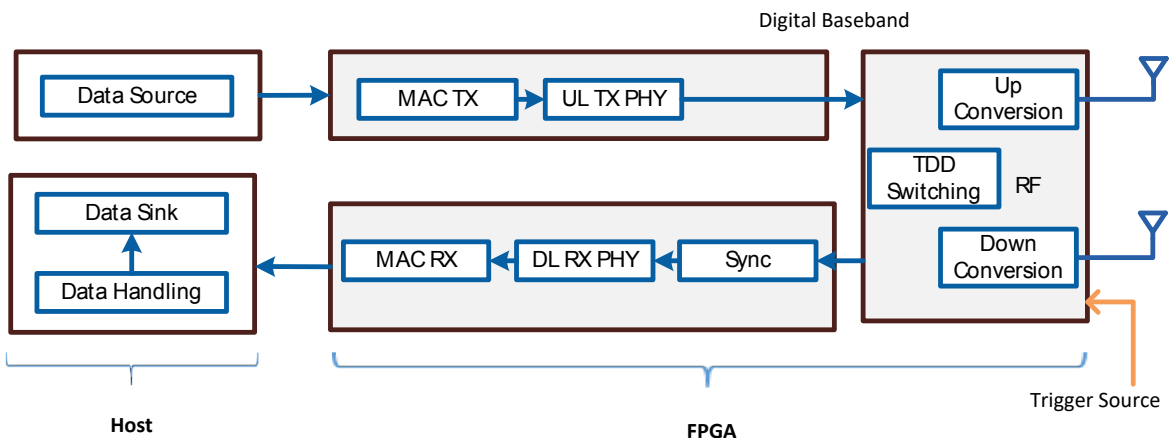 Digital Baseband
Data Source
MAC TX
UL TX PHY
Up
Conversion
TDD
Switching
RF
Data Sink
Data Handling
MAC RX
DL RX PHY
Sync
Down
Conversion
Trigger Source
Host
FPGA